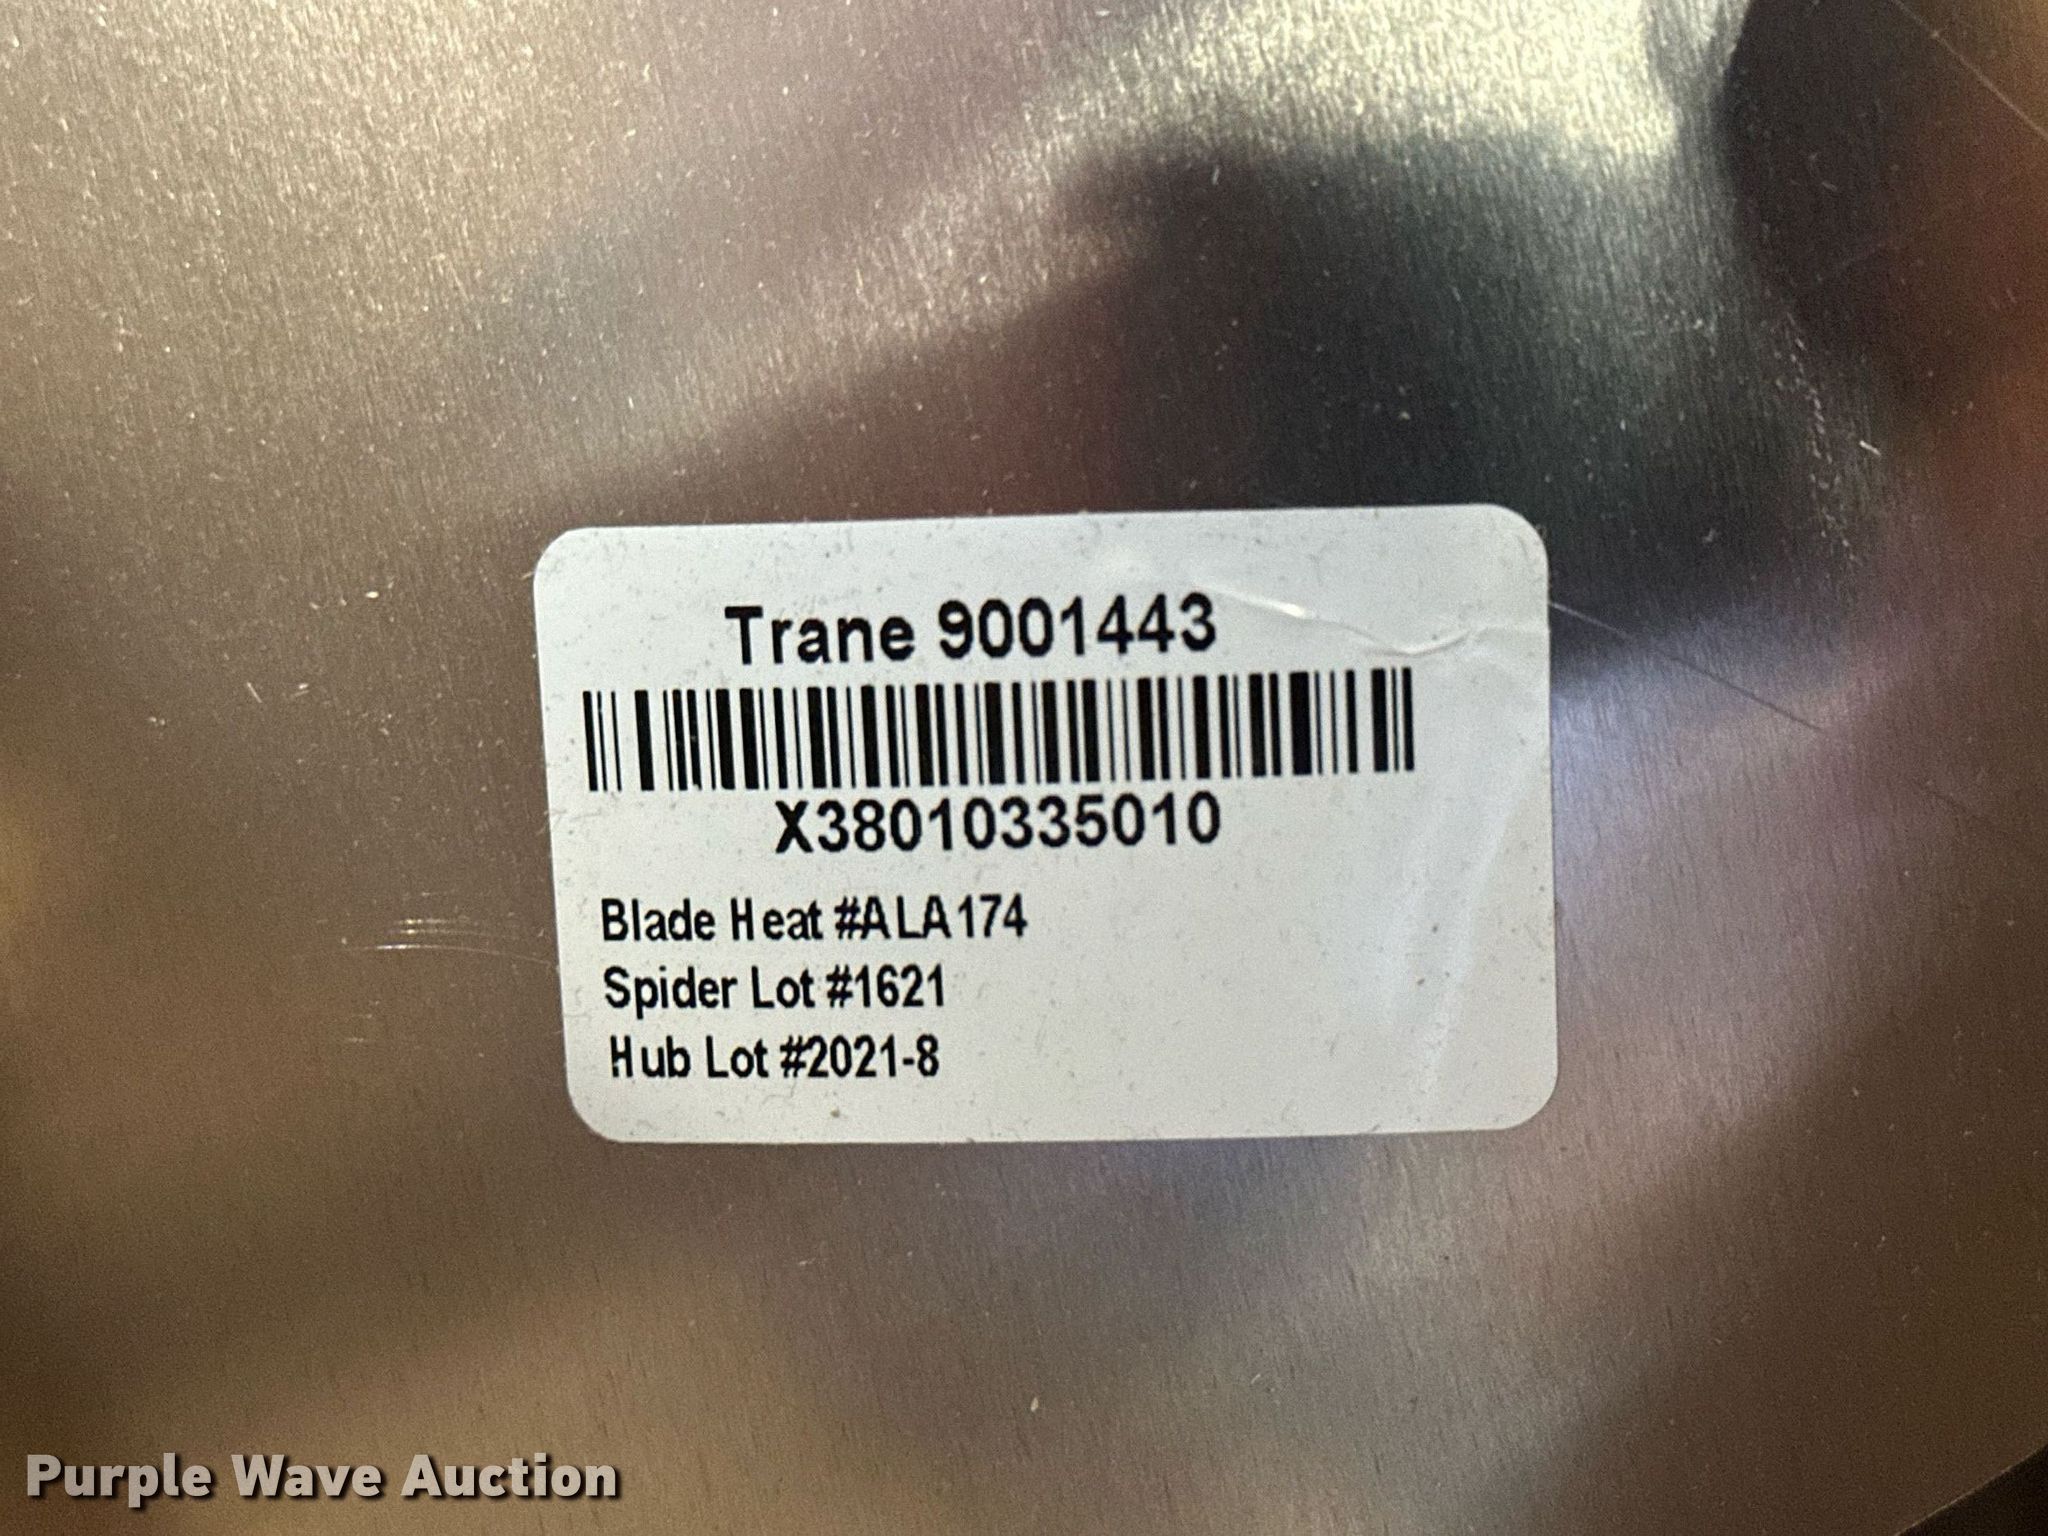 Trane 9001443
X38010335010
Blade Heat #ALA174
Spider Lot #1621
Hub Lot #2021-8
Purple Wave Auction